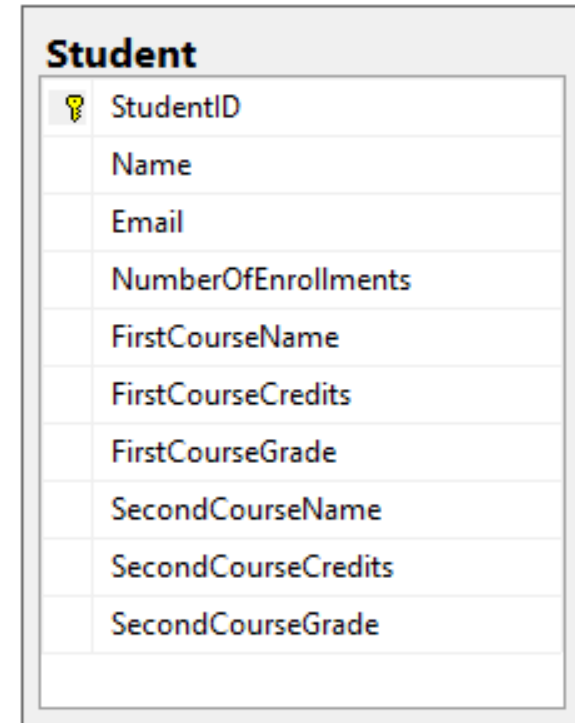 Student
StudentID
Name
Email
NumberOfEnrollments
FirstCourseName
FirstCourseCredits
FirstCourseGrade
SecondCourseName
SecondCourseCredits
SecondCourseGrade